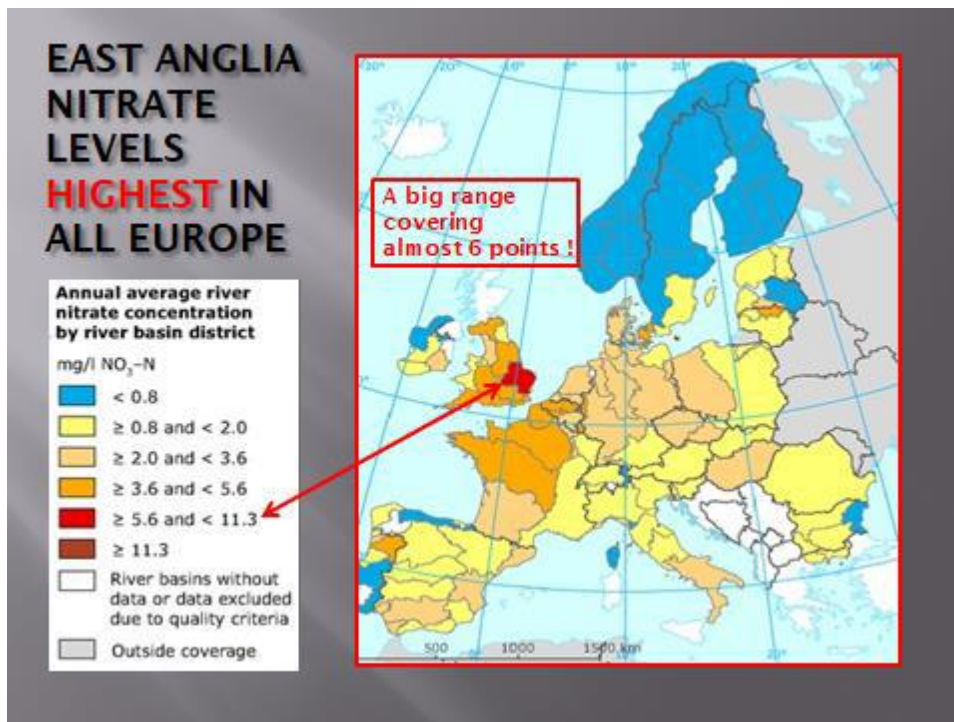 EAST ANGLIA
NITRATE
LEVELS
HIGHEST IN
ALL EUROPE
A big range
covering
almost 6 points !
Annual average river
nitrate concentration
by river basin district
mg/l NO₃–N
< 0.8
≥ 0.8 and < 2.0
≥ 2.0 and < 3.6
≥ 3.6 and < 5.6
≥ 5.6 and < 11.3
≥ 11.3
River basins without
data or data excluded
due to quality criteria
Outside coverage
500 1000 1500 km